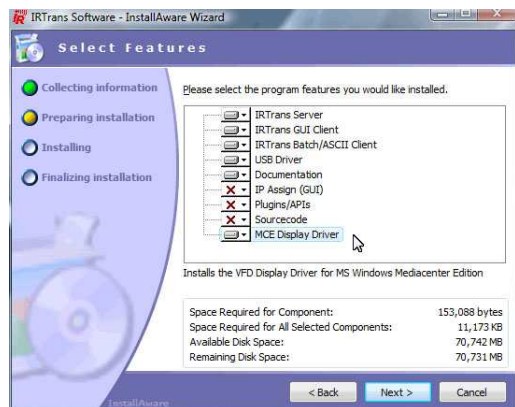 IRTrans Software - InstallAware Wizard
Select Features
Collecting information
Preparing installation
Installing
Finalizing installation
Please select the program features you would like installed.
IRTrans Server
IRTrans GUI Client
IRTrans Batch/ASCII Client
USB Driver
Documentation
IP Assign (GUI)
Plugins/APIs
Sourcecode
MCE Display Driver
Installs the VFD Display Driver for MS Windows Mediacenter Edition
Space Required for Component: 153,088 bytes
Space Required for All Selected Components: 11,173 KB
Available Disk Space: 70,742 MB
Remaining Disk Space: 70,731 MB
InstallAware
< Back Next > Cancel